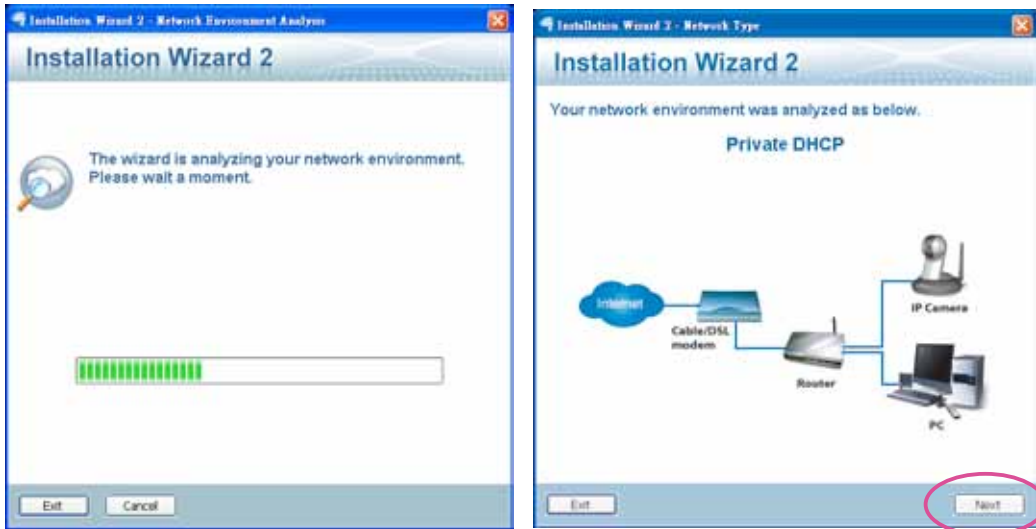 Installation Wizard 2 - Network Environment Analysis
Installation Wizard 2
The wizard is analyzing your network environment.
Please wait a moment.
Exit
Cancel
Installation Wizard 2 - Network Type
Installation Wizard 2
Your network environment was analyzed as below.
Private DHCP
Internet
Cable/DSL
modem
Router
IP Camera
PC
Exit
Next